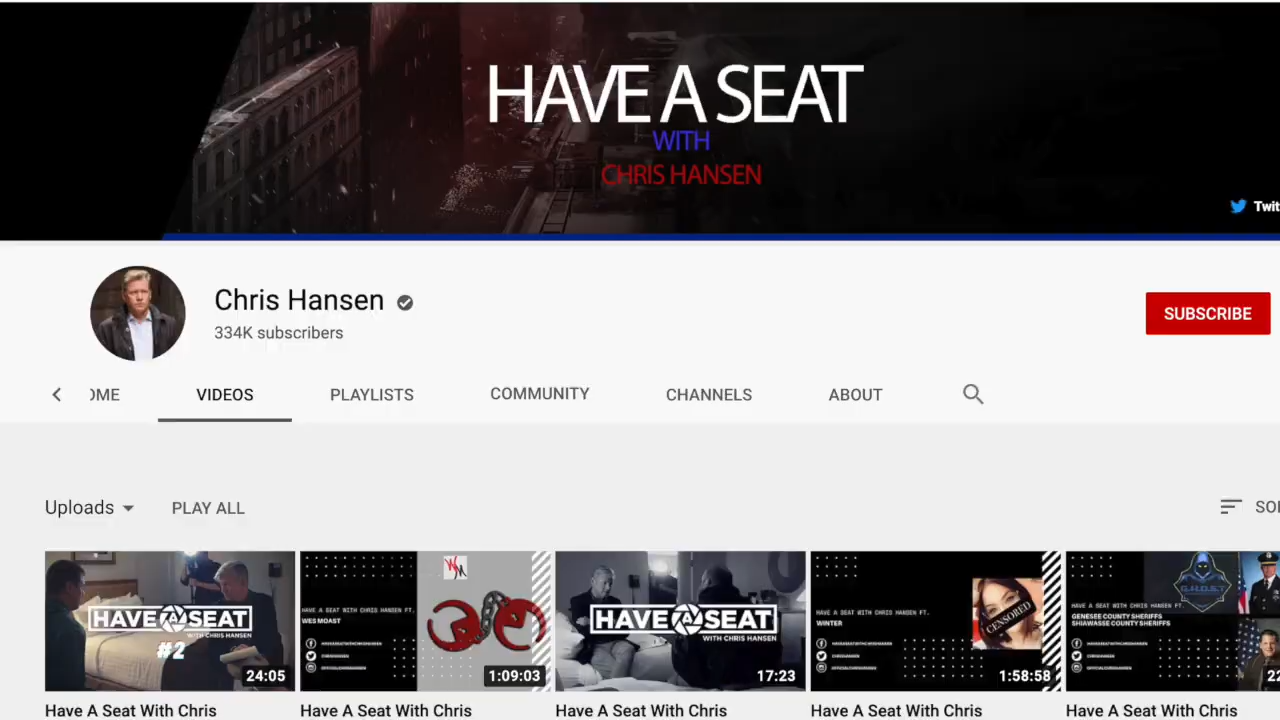 HAVE A SEAT
WITH
CHRIS HANSEN
Twit
Chris Hansen
334K subscribers
SUBSCRIBE
OME
VIDEOS
PLAYLISTS
COMMUNITY
CHANNELS
ABOUT
Uploads
PLAY ALL
SO
HAVE A SEAT
WITH CHRIS HANSEN
#2
24:05
HAVE A SEAT WITH CHRIS HANSEN FT.
WES MOAST
1:09:03
HAVE A SEAT
WITH CHRIS HANSEN
17:23
HAVE A SEAT WITH CHRIS HANSEN FT.
WINTER
CENSORED
1:58:58
G.H.O.S.T
HAVE A SEAT WITH CHRIS HANSEN FT.
GENESEE COUNTY SHERIFFS
SHAWASSE COUNTY SHERIFFS
22
Have A Seat With Chris
Have A Seat With Chris
Have A Seat With Chris
Have A Seat With Chris
Have A Seat With Chris